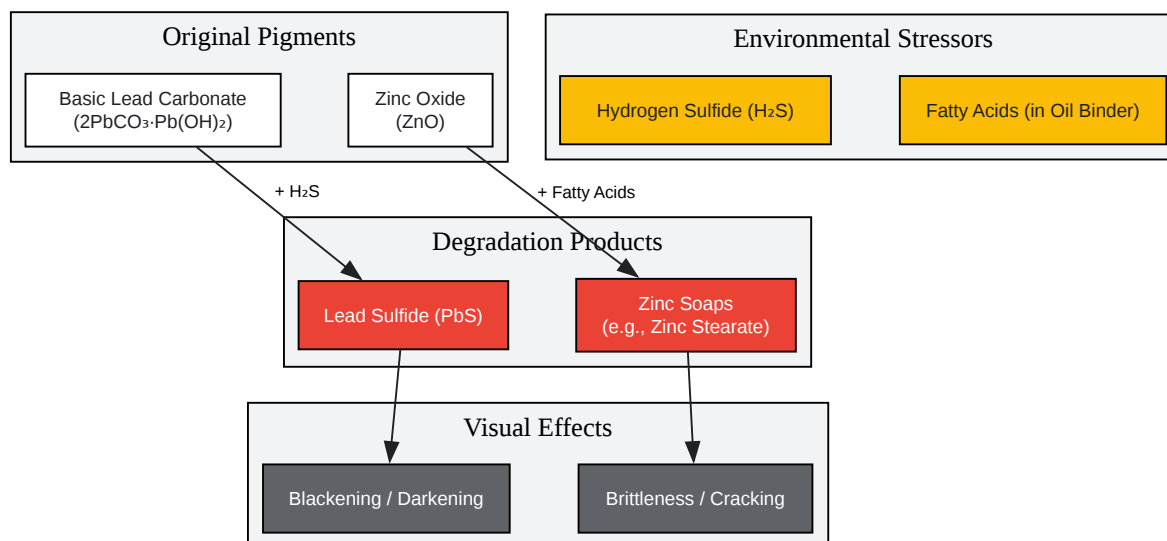 Original Pigments
Environmental Stressors
Basic Lead Carbonate
(2PbCO₃·Pb(OH)₂)
Zinc Oxide
(ZnO)
Hydrogen Sulfide (H₂S)
Fatty Acids (in Oil Binder)
+ H₂S
+ Fatty Acids
Degradation Products
Lead Sulfide (PbS)
Zinc Soaps
(e.g., Zinc Stearate)
Visual Effects
Blackening / Darkening
Brittleness / Cracking